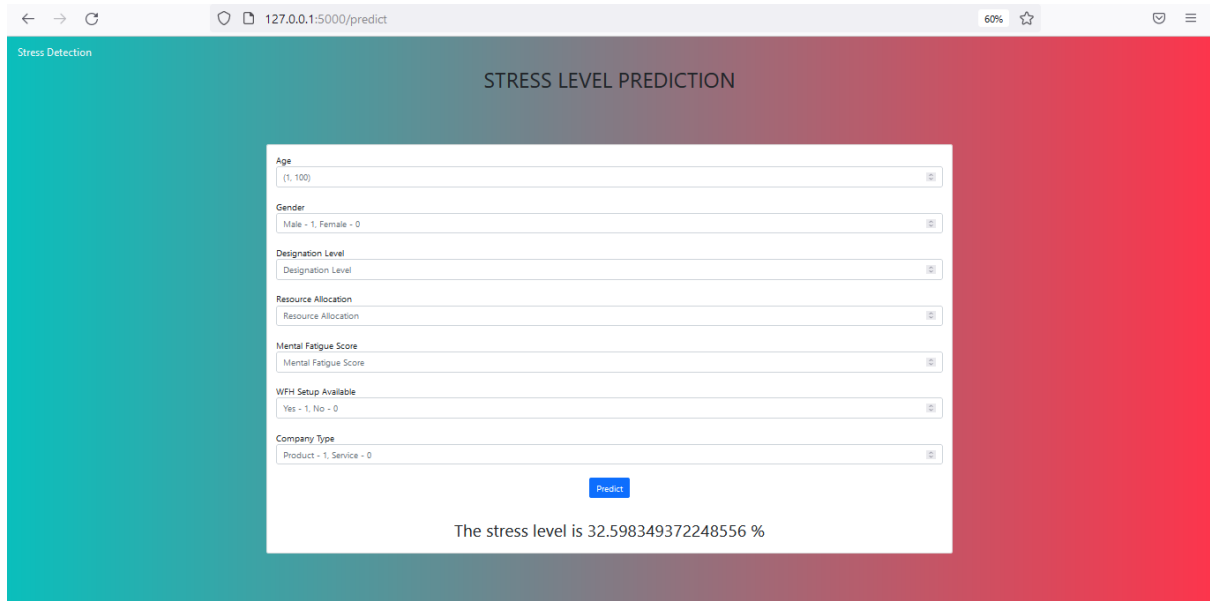 127.0.0.1:5000/predict
60%
Stress Detection
STRESS LEVEL PREDICTION
Age
(1, 100)
Gender
Male - 1, Female - 0
Designation Level
Designation Level
Resource Allocation
Resource Allocation
Mental Fatigue Score
Mental Fatigue Score
WFH Setup Available
Yes - 1, No - 0
Company Type
Product - 1, Service - 0
Predict
The stress level is 32.598349372248556 %